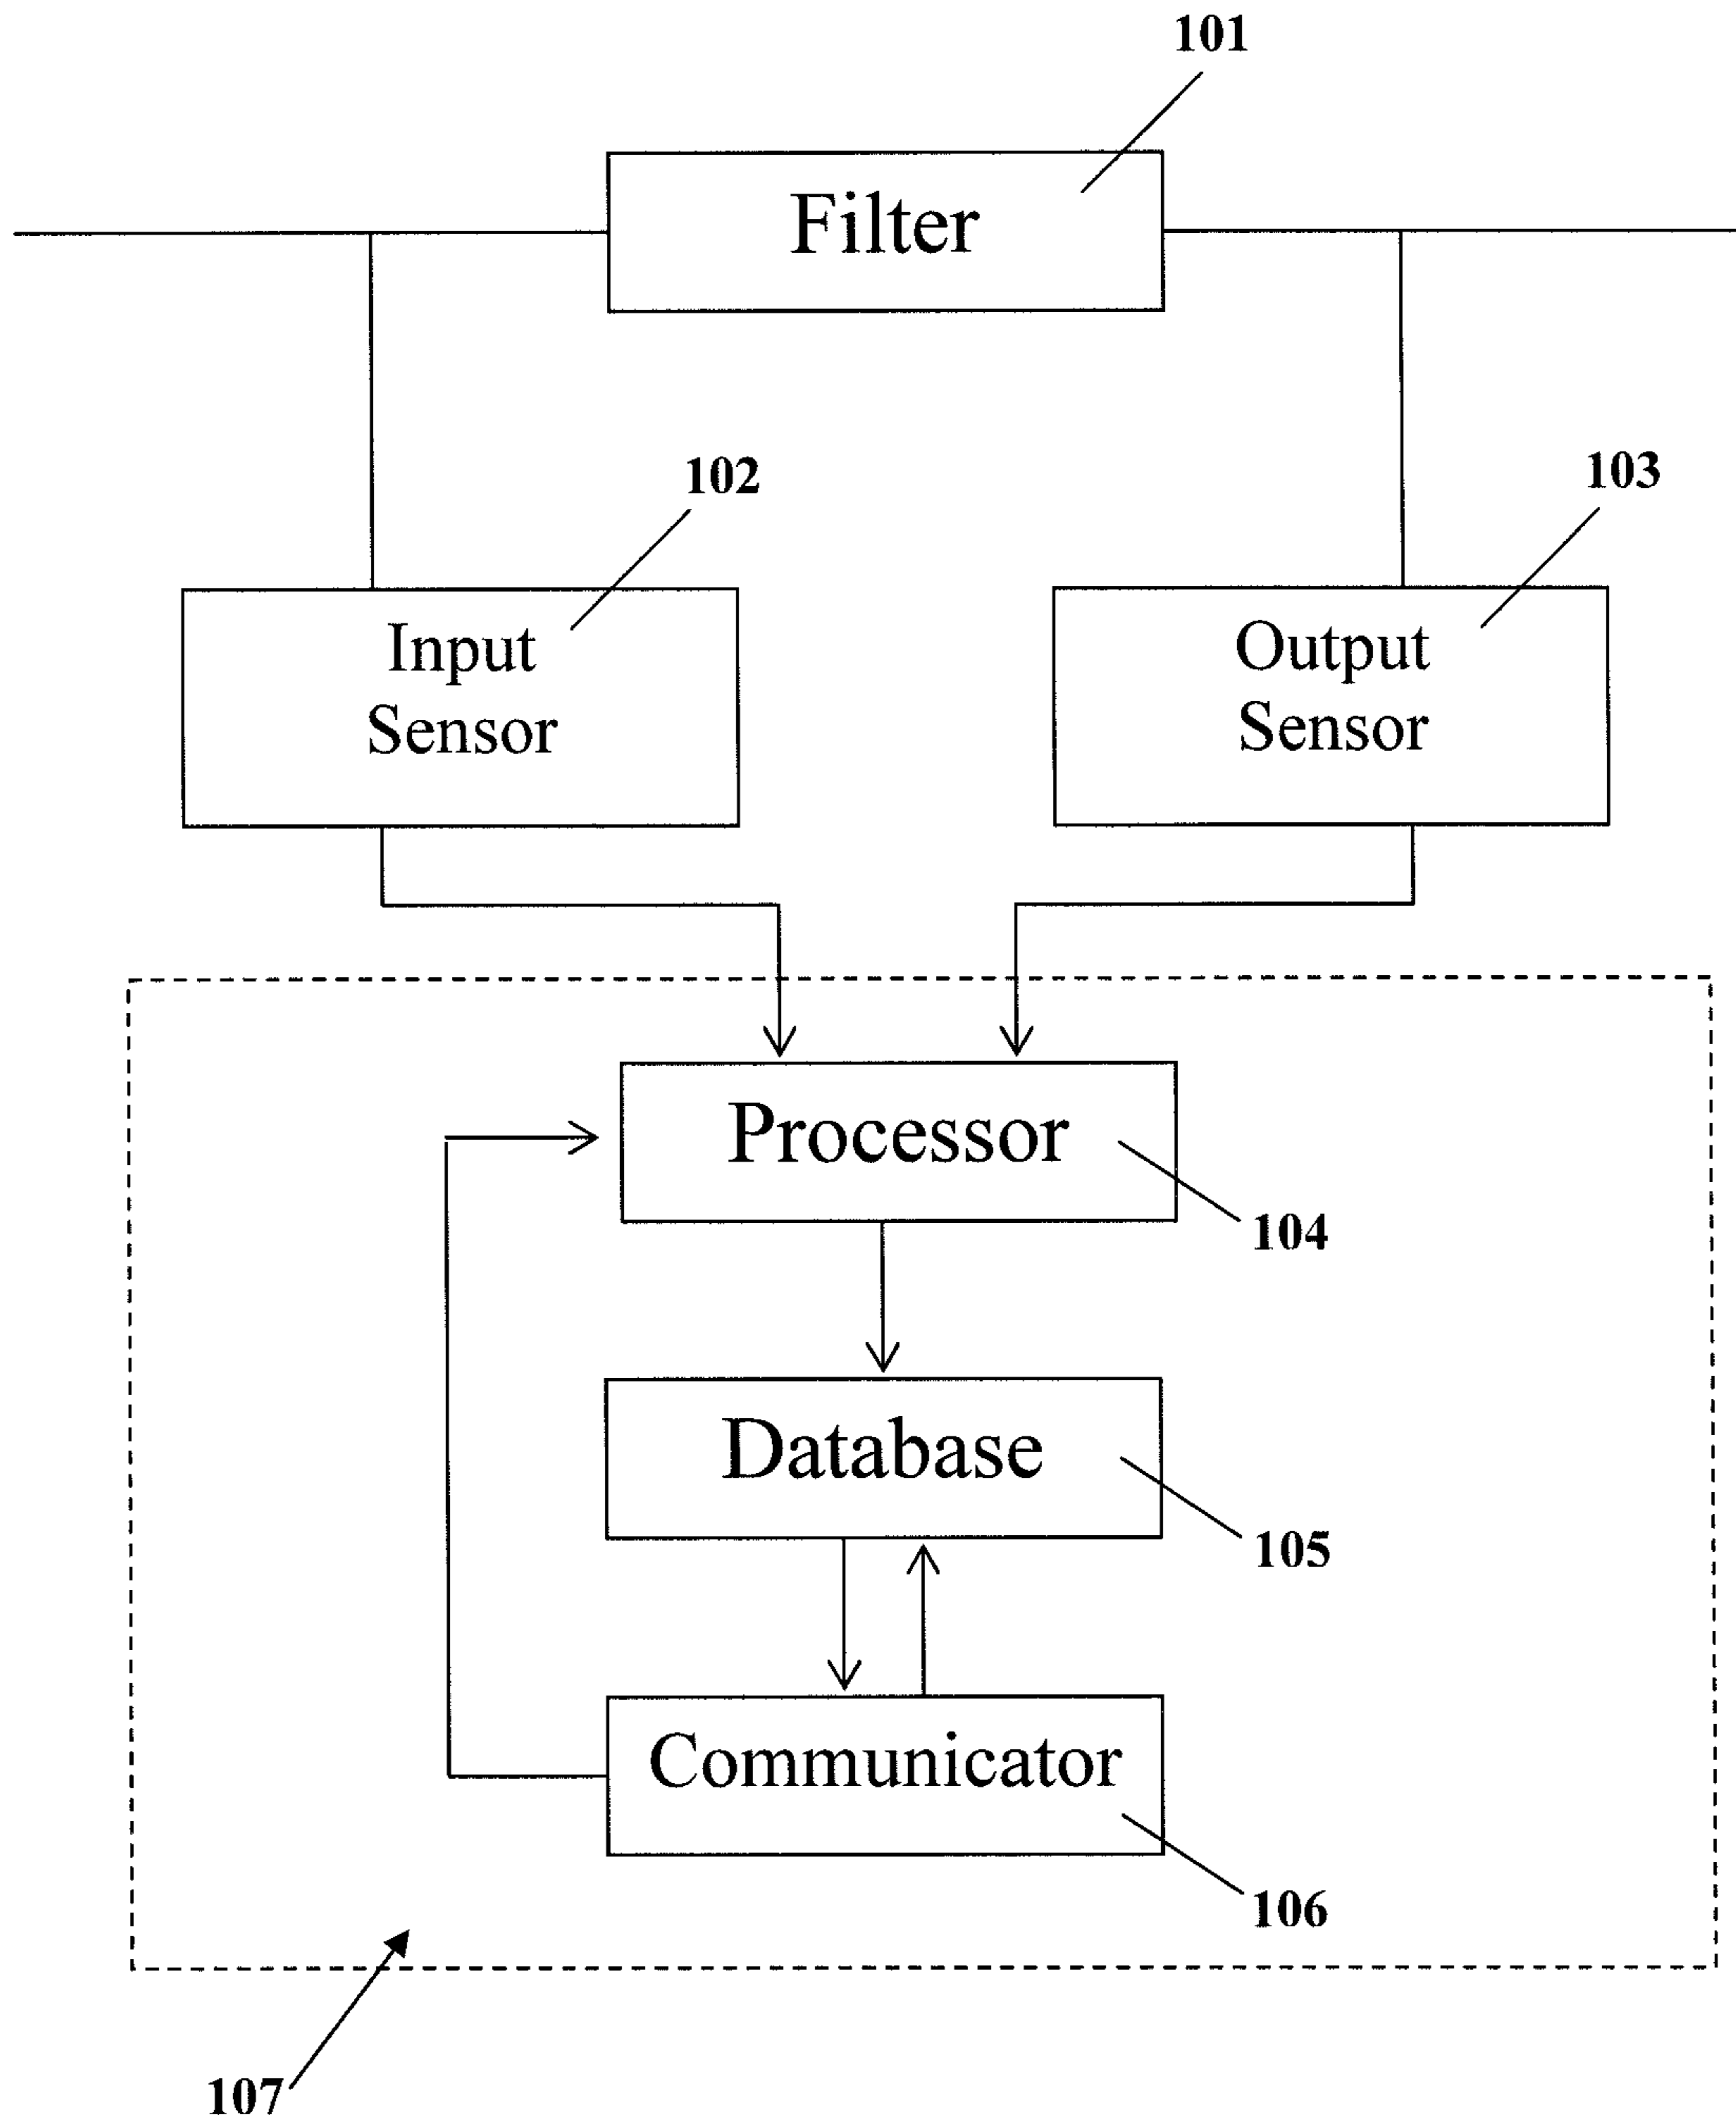 101
Filter
102
103
Input
Sensor
Output
Sensor
Processor
104
Database
105
Communicator
106
107